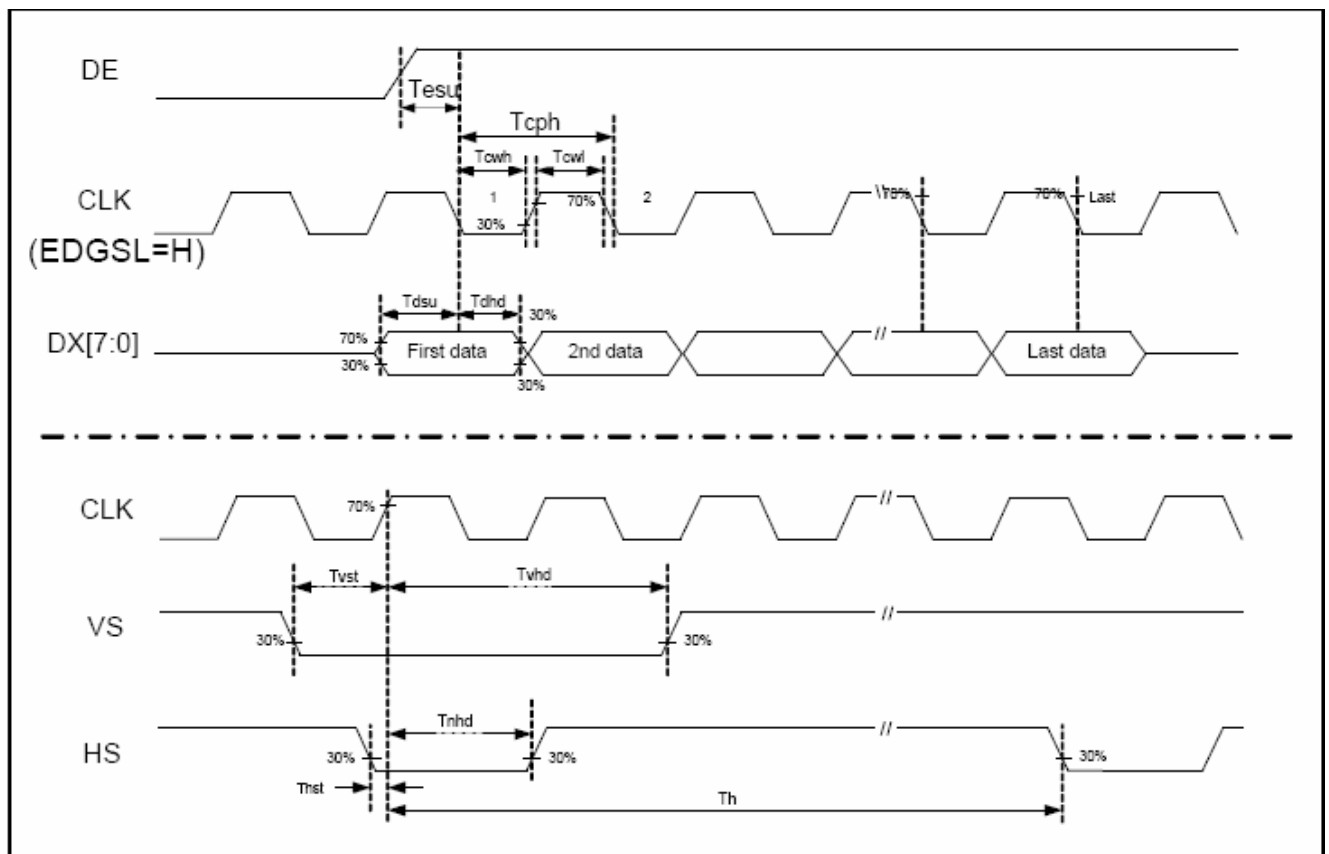 DE
Tesu
Tcph
Tcwh
Tcwl
CLK
1
30%
70%
2
70%
70%
Last
(EDGSL=H)
Tdsu
Tdhd
30%
DX[7:0]
70%
30%
First data
30%
2nd data
//
Last data
CLK
70%
//
Tvst
Tvhd
VS
30%
30%
//
Tnhd
HS
30%
30%
//
30%
Thst
Th